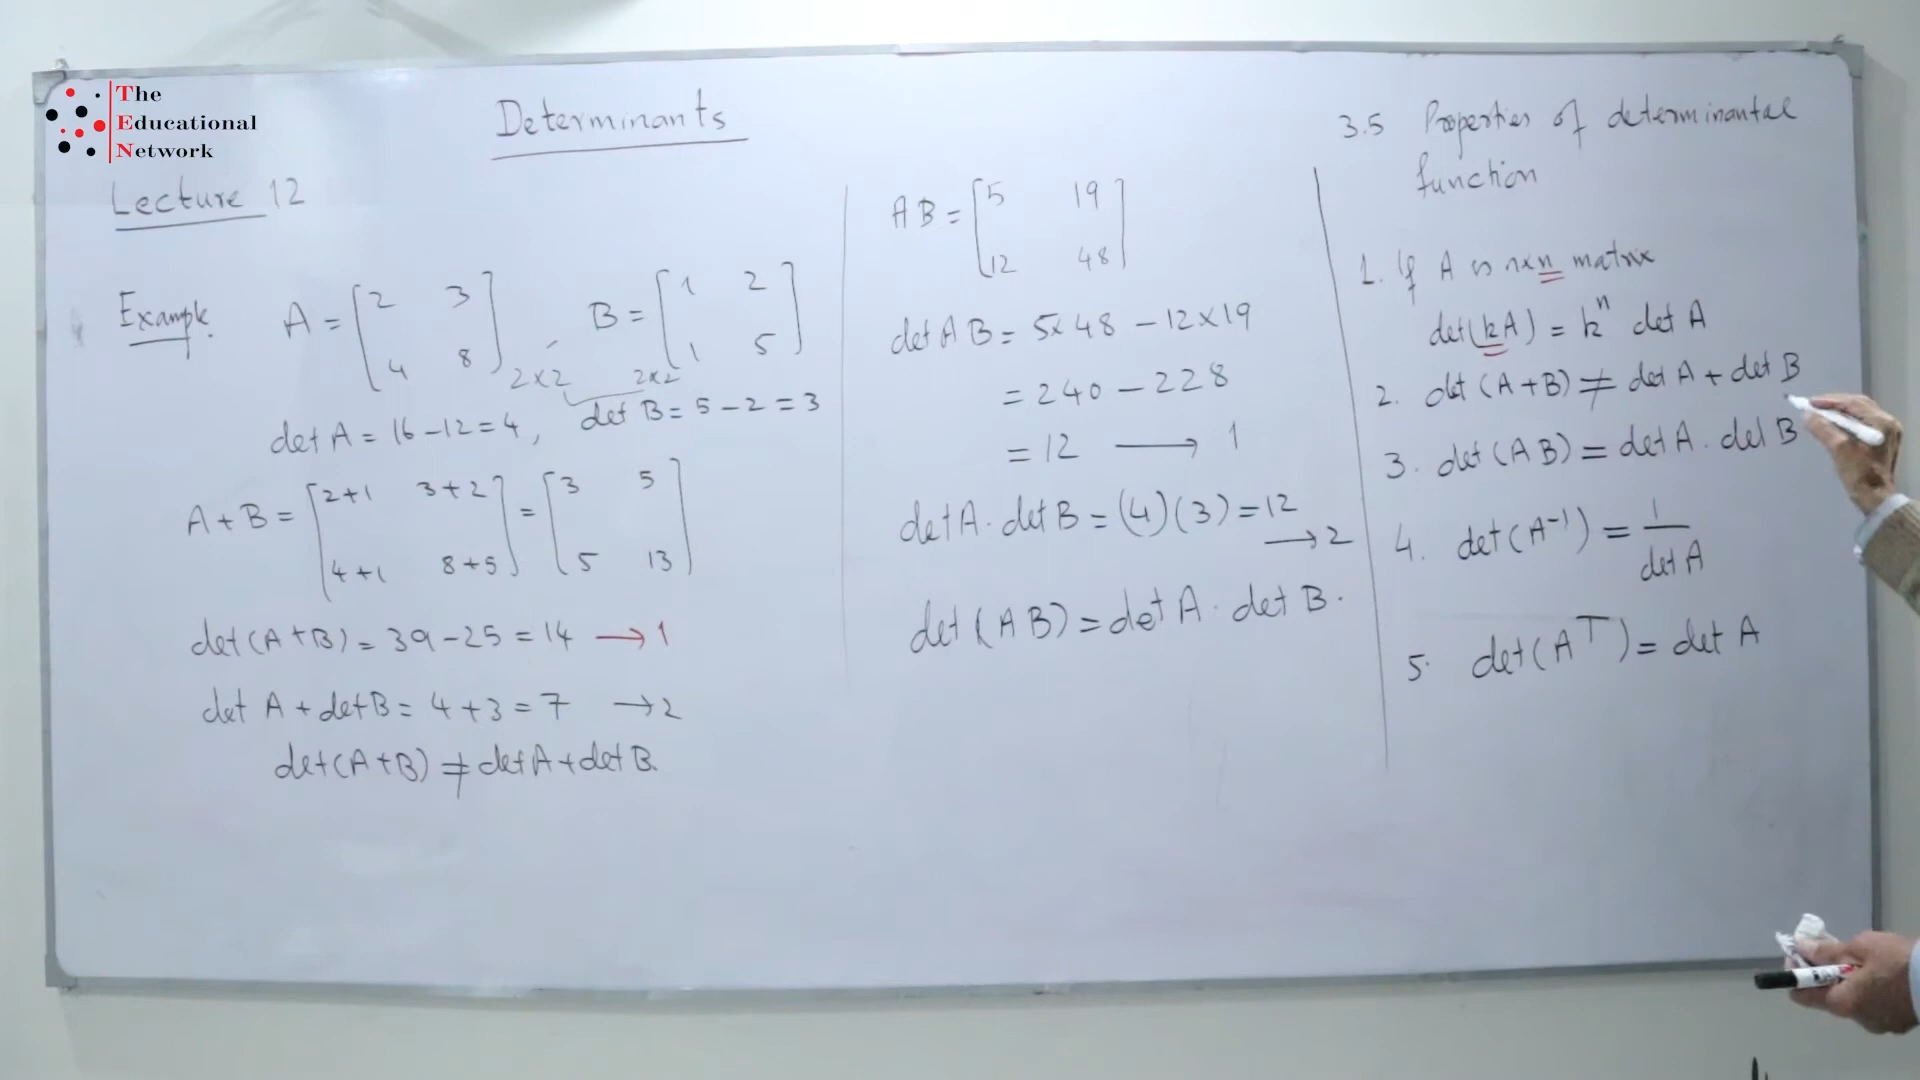 The
Educational
Network
Determinants
Lecture 12
Example.
A = [2 3
4 8] 2×2
,
B = [1 2
1 5] 2×2
det A = 16 – 12 = 4 , det B = 5 – 2 = 3
A + B = [2+1 3+2
4+1 8+5] = [3 5
5 13]
det(A+B) = 39 – 25 = 14 → 1
det A + det B = 4 + 3 = 7 → 2
det(A+B) ≠ det A + det B.
AB = [5 19
12 48]
det AB = 5×48 – 12×19
= 240 – 228
= 12 → 1
det A . det B = (4)(3) = 12
→ 2
det (AB) = det A . det B .
3.5 Properties of determinantal
function
1. If A is n×n matrix
det(kA) = kⁿ det A
2. det (A+B) ≠ det A + det B
3. det (AB) = det A . det B
4. det (A⁻¹) = 1
det A
5. det (Aᵀ) = det A